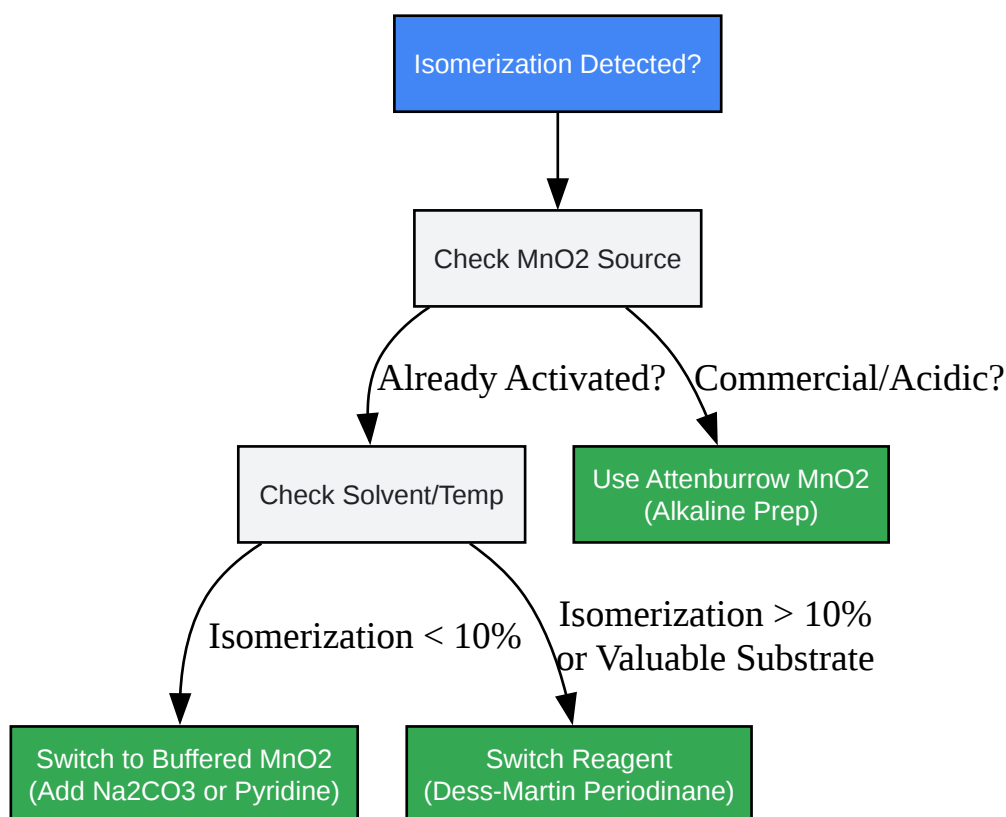 Isomerization Detected?
Check MnO2 Source
Already Activated?
Commercial/Acidic?
Check Solvent/Temp
Use Attenburrow MnO2
(Alkaline Prep)
Isomerization < 10%
Isomerization > 10%
or Valuable Substrate
Switch to Buffered MnO2
(Add Na2CO3 or Pyridine)
Switch Reagent
(Dess-Martin Periodinane)